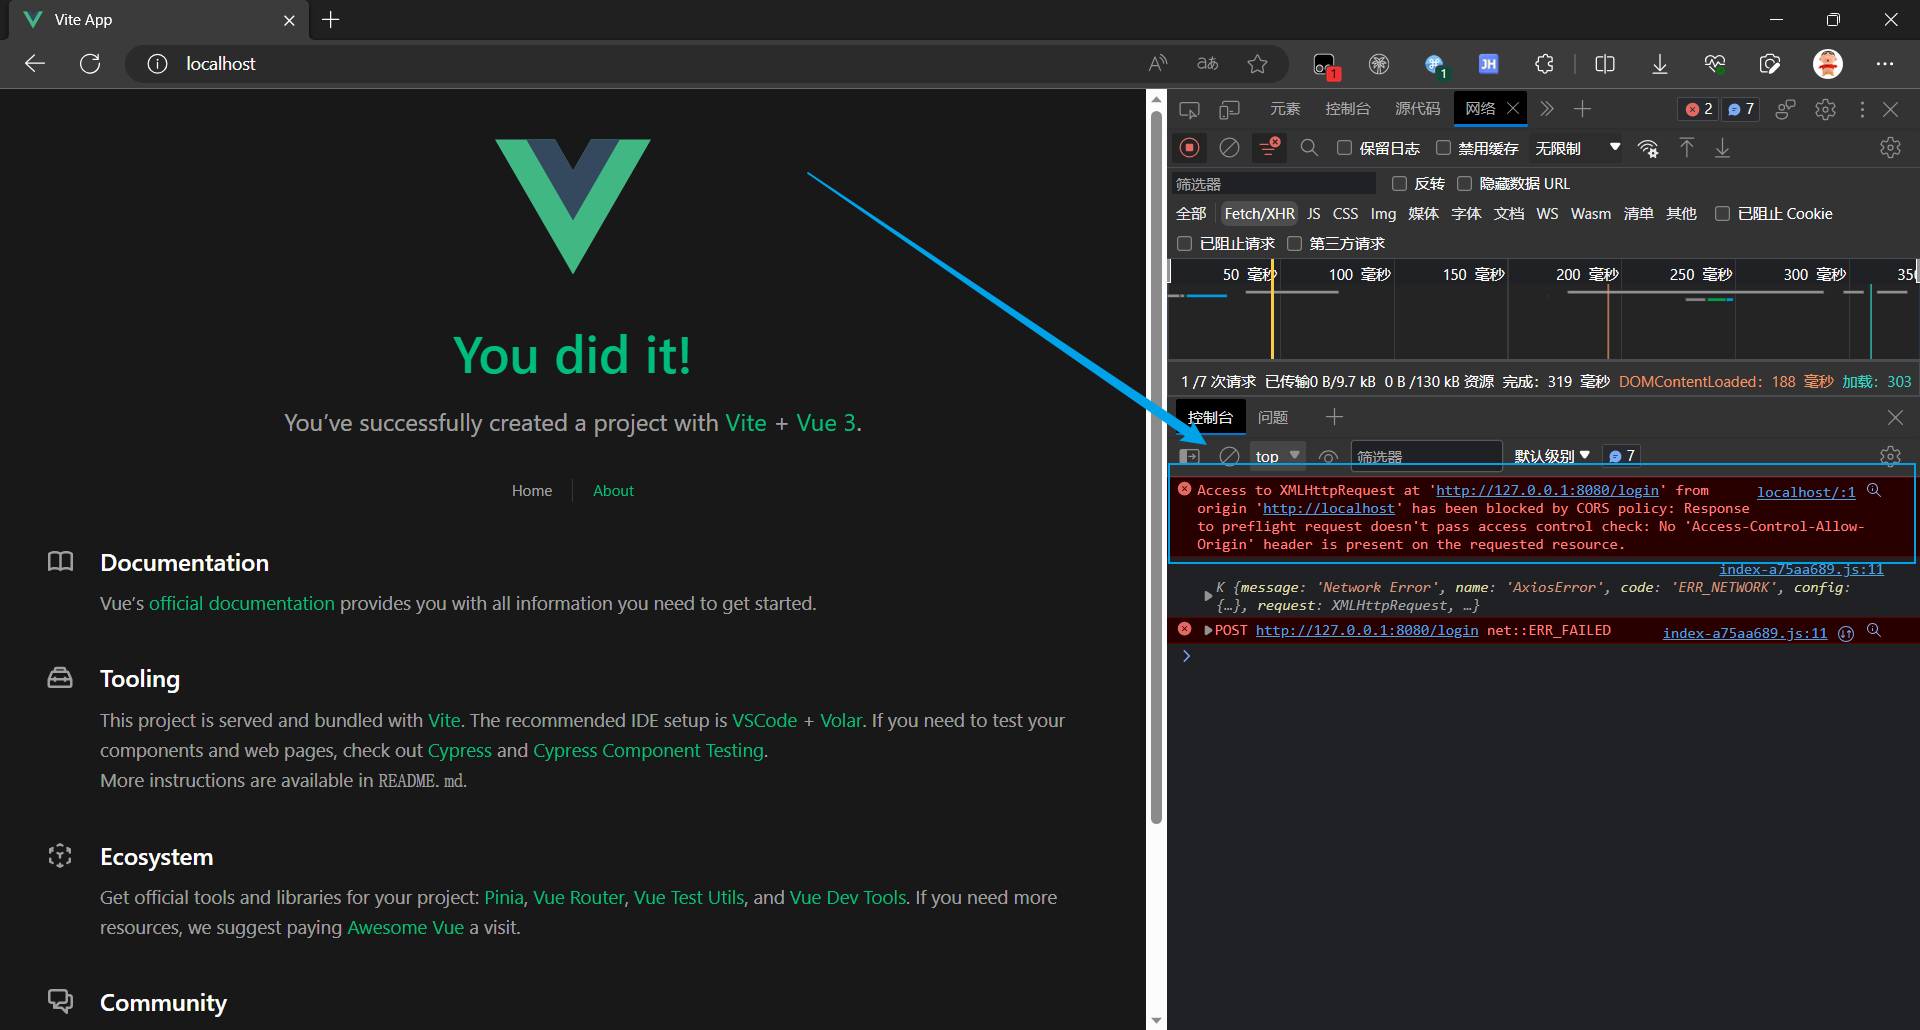 Vite App
localhost
aあ
1
1
JH
You did it!
You’ve successfully created a project with Vite + Vue 3.
Home
About
Documentation
Vue’s official documentation provides you with all information you need to get started.
Tooling
This project is served and bundled with Vite. The recommended IDE setup is VSCode + Volar. If you need to test your
components and web pages, check out Cypress and Cypress Component Testing.
More instructions are available in README.md.
Ecosystem
Get official tools and libraries for your project: Pinia, Vue Router, Vue Test Utils, and Vue Dev Tools. If you need more
resources, we suggest paying Awesome Vue a visit.
Community
元素 控制台 源代码 网络 2 7
保留日志 禁用缓存 无限制
筛选器 反转 隐藏数据 URL
全部 Fetch/XHR JS CSS Img 媒体 字体 文档 WS Wasm 清单 其他 已阻止 Cookie
已阻止请求 第三方请求
50 毫秒 100 毫秒 150 毫秒 200 毫秒 250 毫秒 300 毫秒 350
1 /7 次请求 已传输0 B/9.7 kB 0 B /130 kB 资源 完成：319 毫秒 DOMContentLoaded：188 毫秒 加载：303
控制台 问题
top 筛选器 默认级别 7
Access to XMLHttpRequest at 'http://127.0.0.1:8080/login' from localhost/:1
origin 'http://localhost' has been blocked by CORS policy: Response
to preflight request doesn't pass access control check: No 'Access-Control-Allow-
Origin' header is present on the requested resource.
index-a75aa689.js:11
K {message: 'Network Error', name: 'AxiosError', code: 'ERR_NETWORK', config:
{…}, request: XMLHttpRequest, …}
POST http://127.0.0.1:8080/login net::ERR_FAILED index-a75aa689.js:11